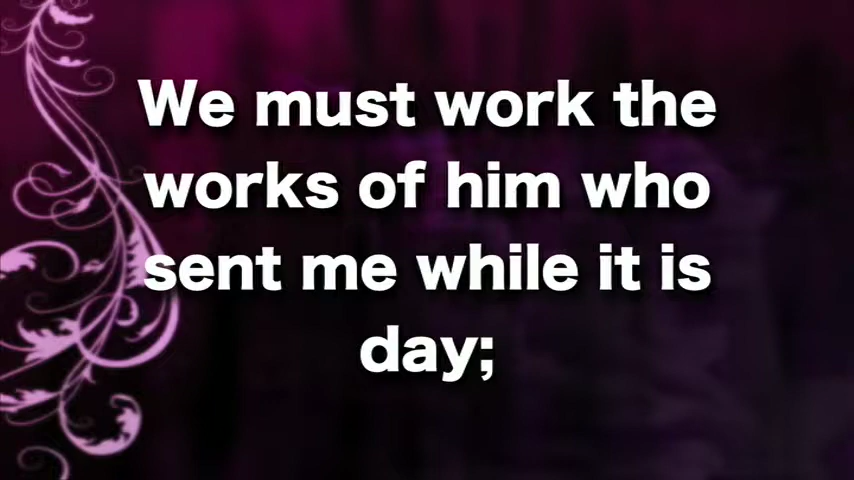 We must work the
works of him who
sent me while it is
day;